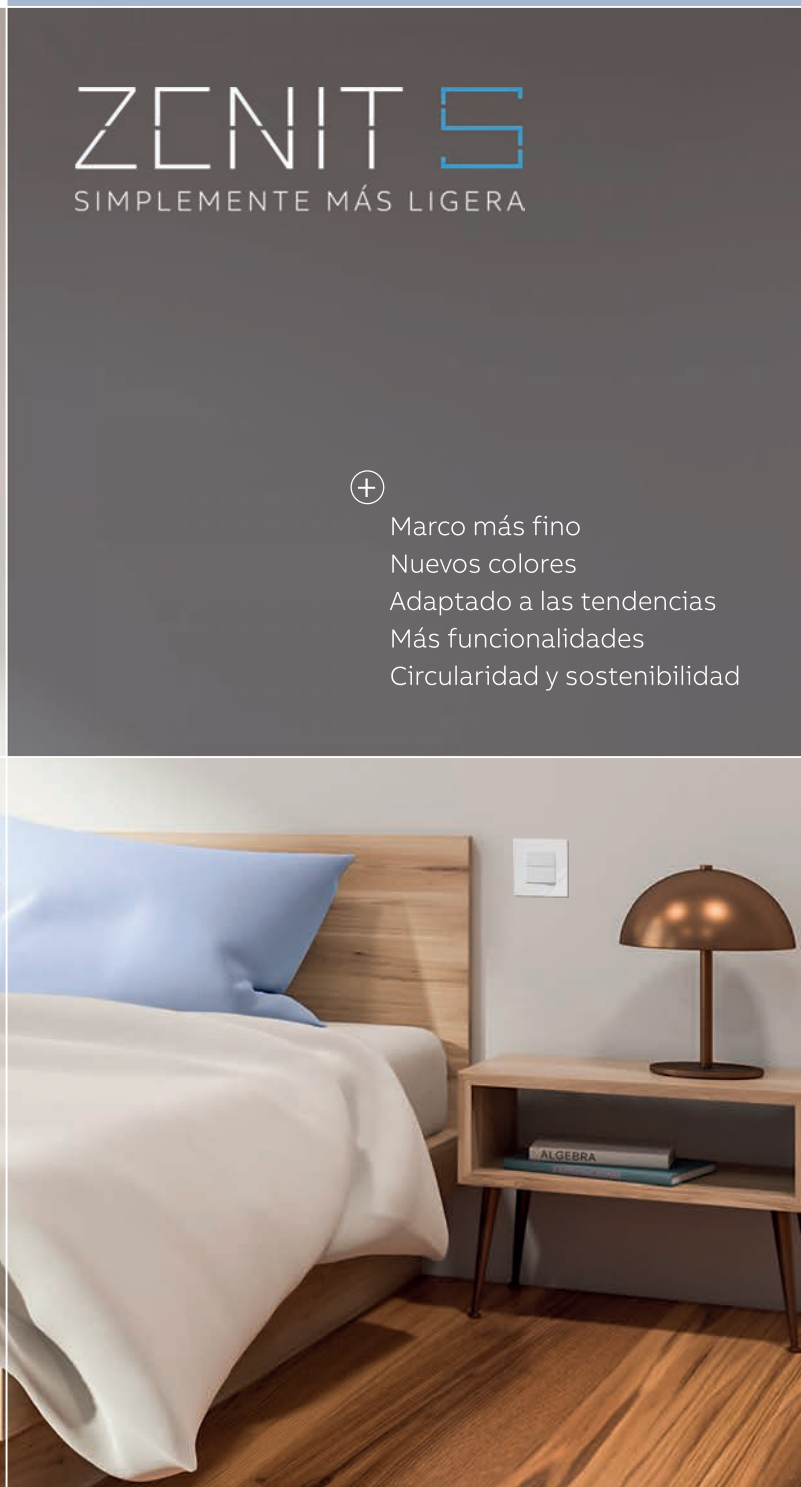 ZENIT S
SIMPLEMENTE MÁS LIGERA
Marco más fino
Nuevos colores
Adaptado a las tendencias
Más funcionalidades
Circularidad y sostenibilidad
ALGEBRA